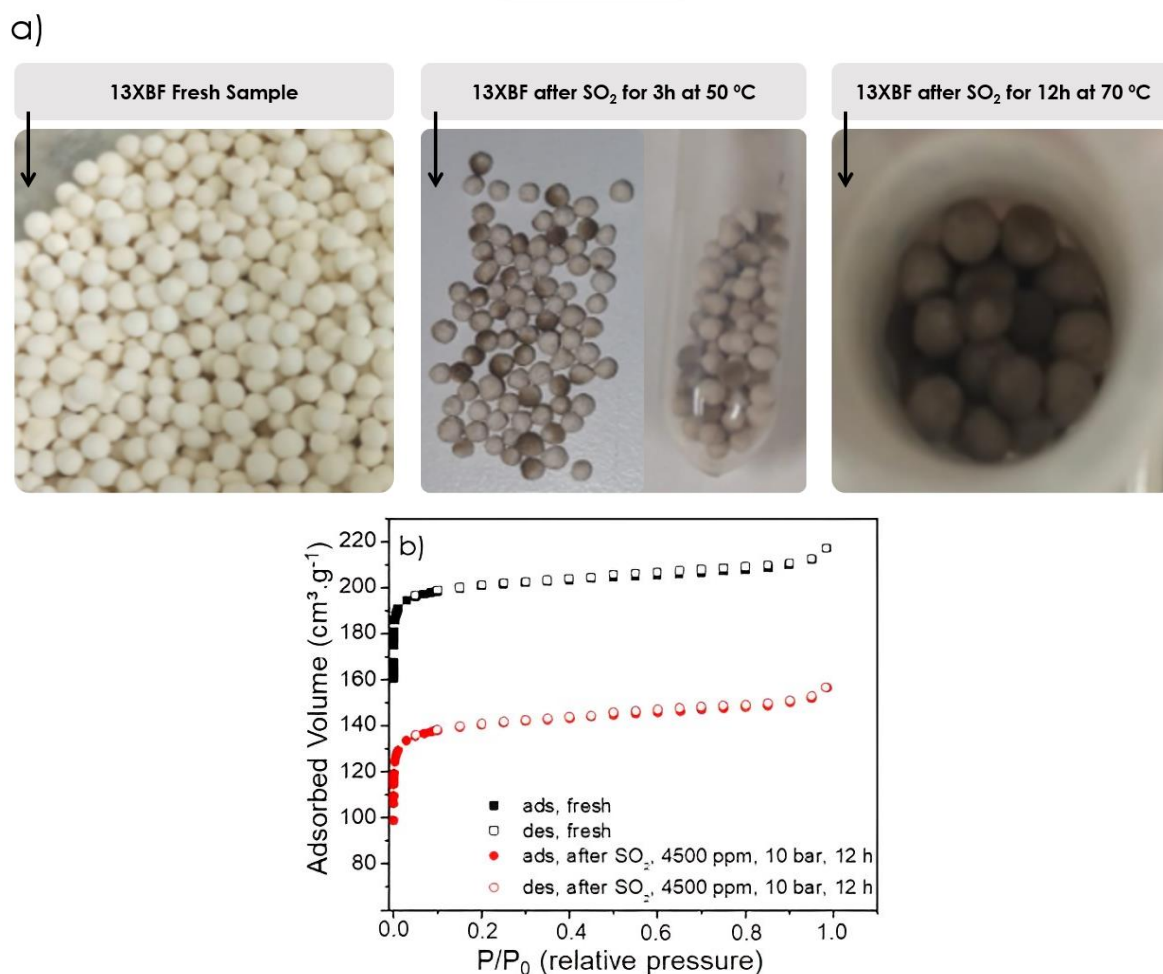 a)
13XBF Fresh Sample
13XBF after SO₂ for 3h at 50 ºC
13XBF after SO₂ for 12h at 70 ºC
b)
220
200
180
160
140
120
100
80
Adsorbed Volume (cm³.g⁻¹)
ads, fresh
des, fresh
ads, after SO₂, 4500 ppm, 10 bar, 12 h
des, after SO₂, 4500 ppm, 10 bar, 12 h
0.0 0.2 0.4 0.6 0.8 1.0
P/P₀ (relative pressure)